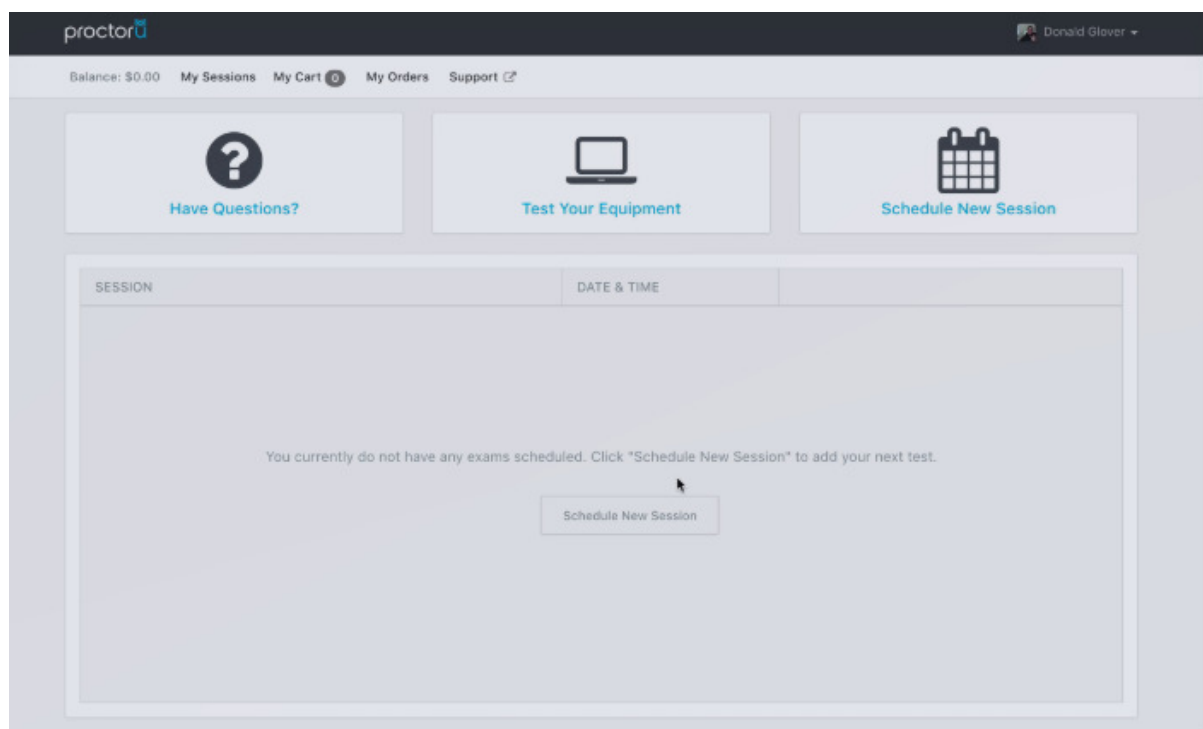 proctorü
Donald Glover
Balance: $0.00 My Sessions My Cart 0 My Orders Support
Have Questions?
Test Your Equipment
Schedule New Session
SESSION DATE & TIME
You currently do not have any exams scheduled. Click "Schedule New Session" to add your next test.
Schedule New Session